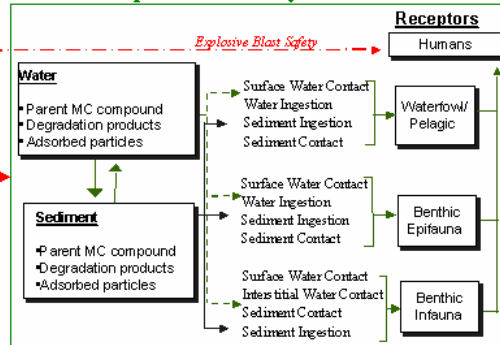 Receptors
Explosive Blast Safety
Humans
Water
▪Parent MC compound
▪Degradation products
▪Adsorbed particles
Surface Water Contact
Water Ingestion
Sediment Ingestion
Sediment Contact
Waterfowl/
Pelagic
Sediment
•Parent MC compound
•Degradation products
•Adsorbed particles
Surface Water Contact
Water Ingestion
Sediment Ingestion
Sediment Contact
Benthic
Epifauna
Surface Water Contact
Interstitial Water Contact
Sediment Contact
Sediment Ingestion
Benthic
Infauna